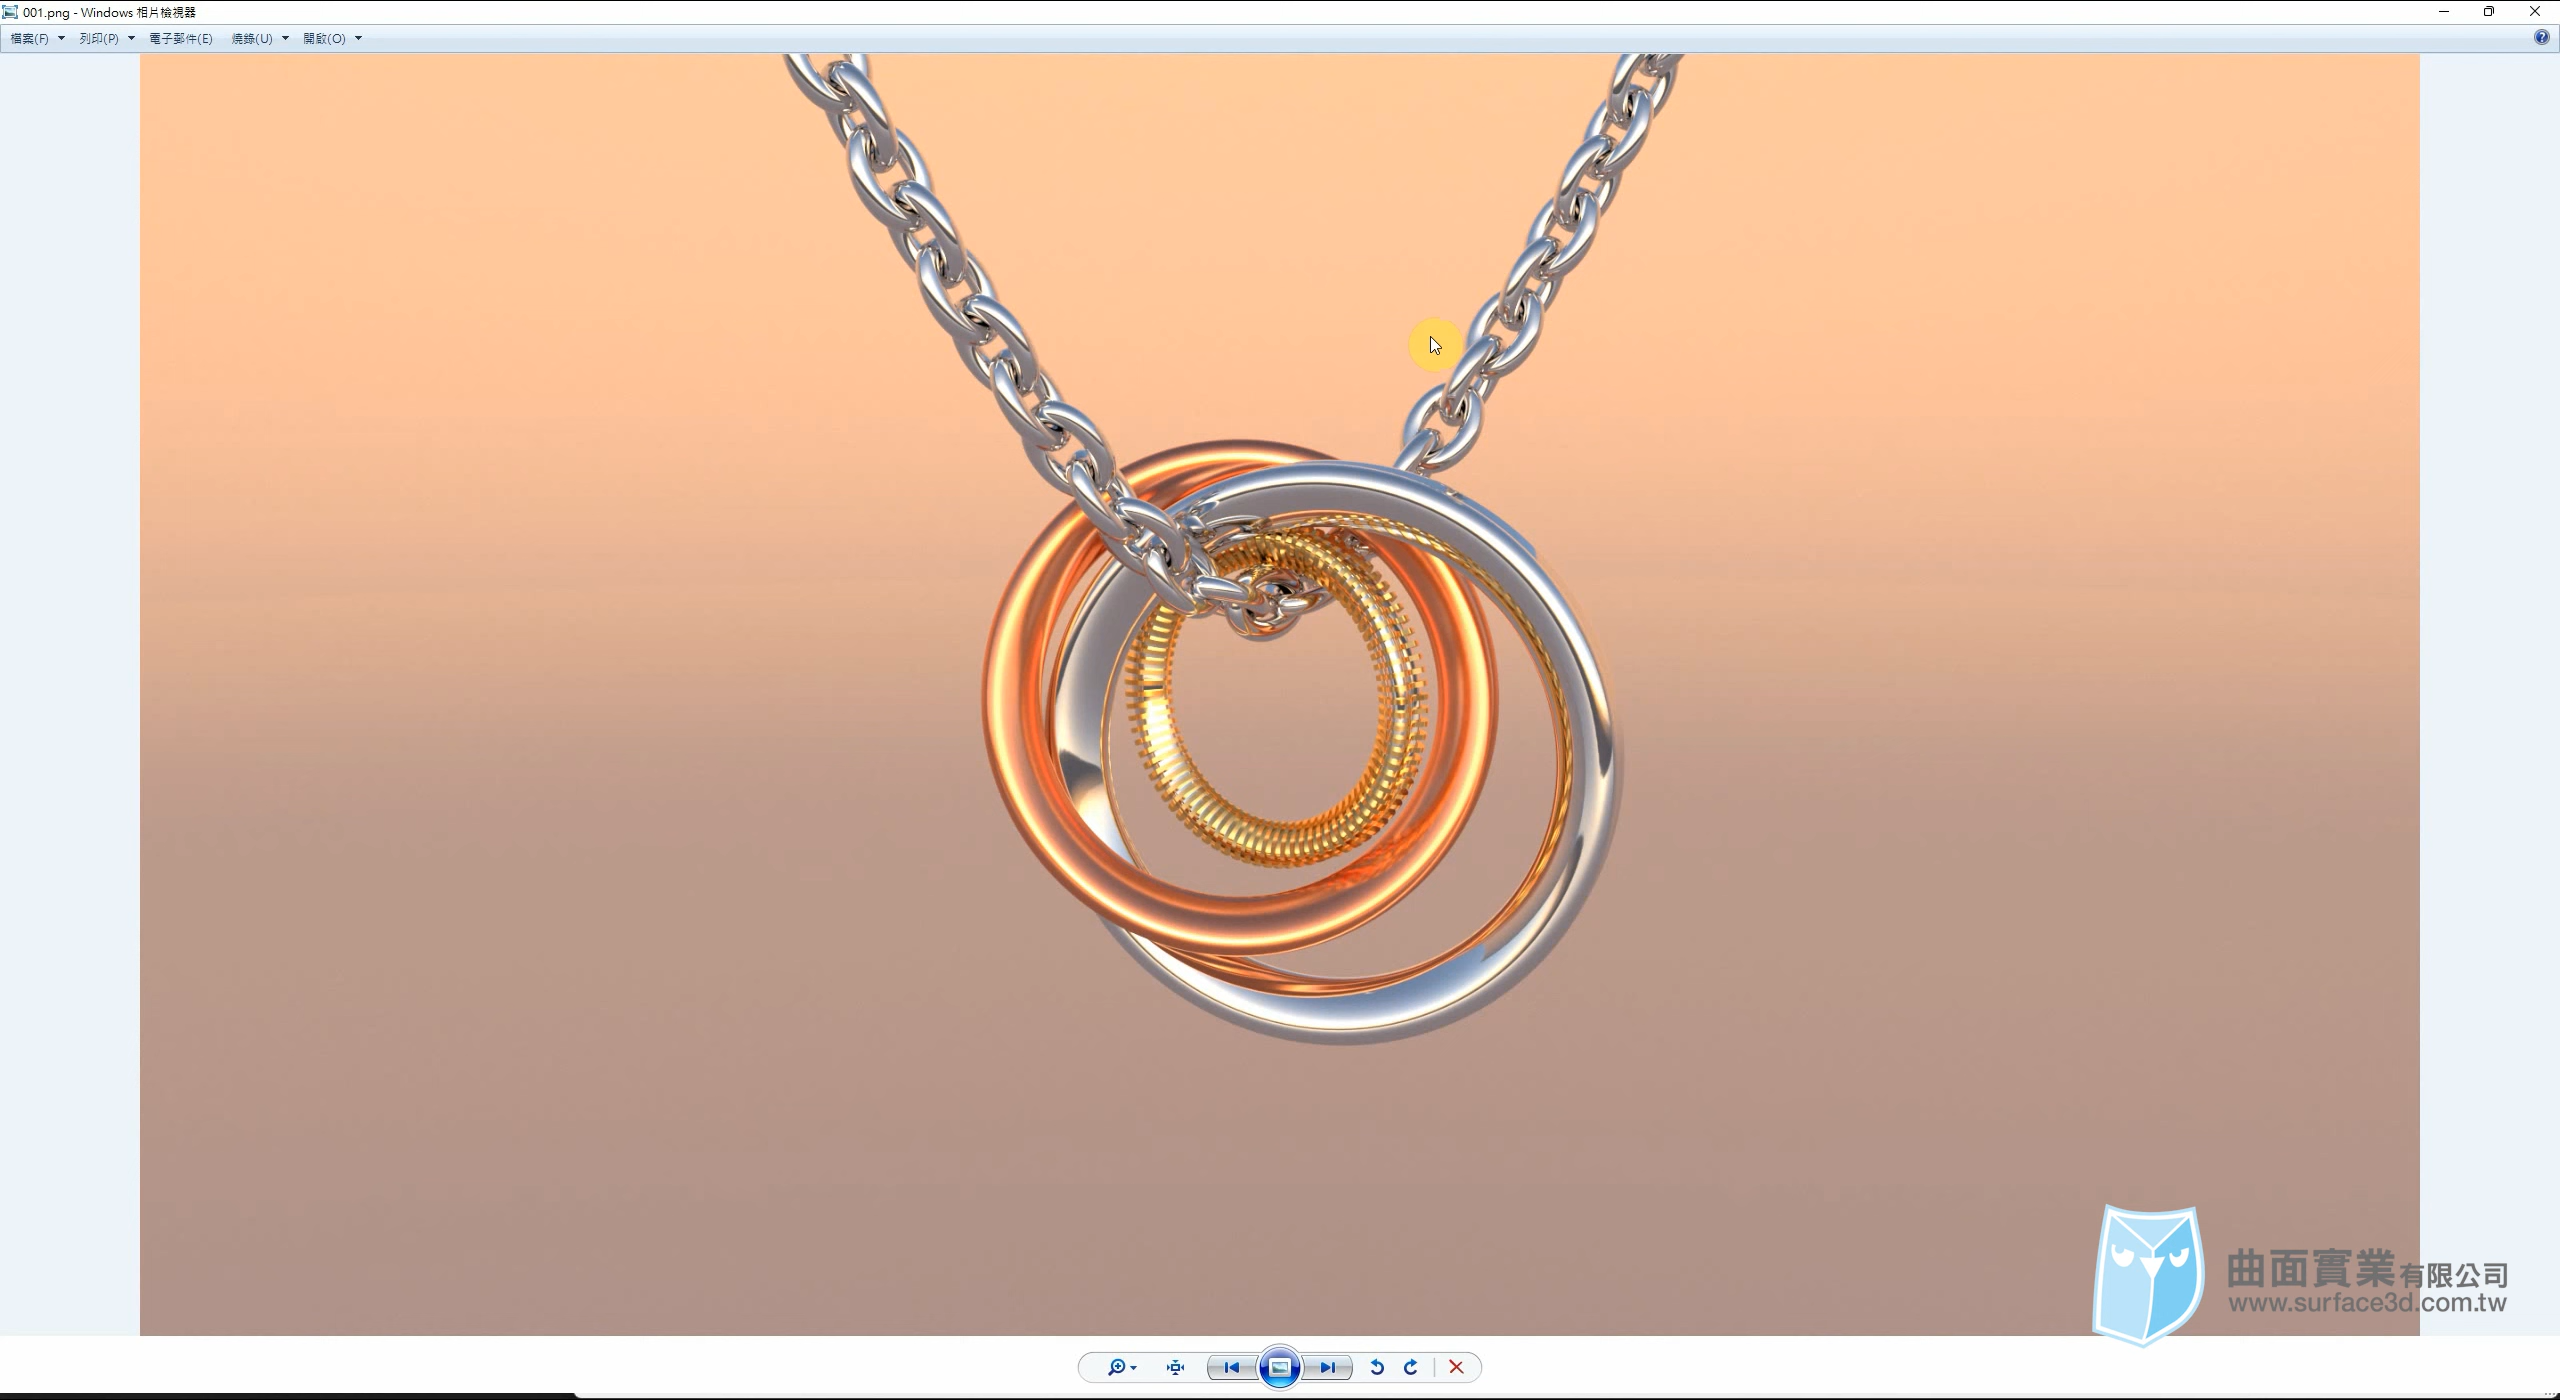 001.png - Windows 相片檢視器
檔案(F) 列印(P) 電子郵件(E) 燒錄(U) 開啟(O)
曲面實業有限公司
www.surface3d.com.tw